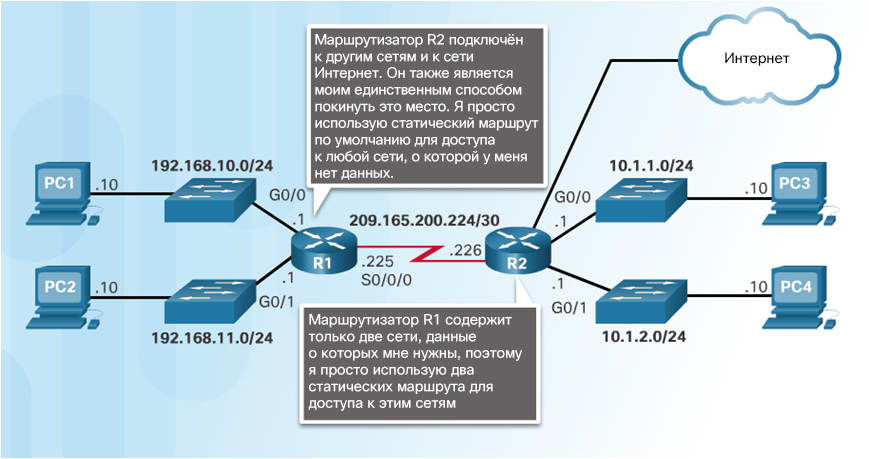 Маршрутизатор R2 подключён
к другим сетям и к сети
Интернет. Он также является
моим единственным способом
покинуть это место. Я просто
использую статический маршрут
по умолчанию для доступа
к любой сети, о которой у меня
нет данных.
Интернет
192.168.10.0/24
10.1.1.0/24
PC1
.10
G0/0
.1
209.165.200.224/30
G0/0
.1
.10
PC3
R1
.225
S0/0/0
.226
R2
PC2
.10
.1
G0/1
192.168.11.0/24
.1
G0/1
.10
PC4
10.1.2.0/24
Маршрутизатор R1 содержит
только две сети, данные
о которых мне нужны, поэтому
я просто использую два
статических маршрута для
доступа к этим сетям